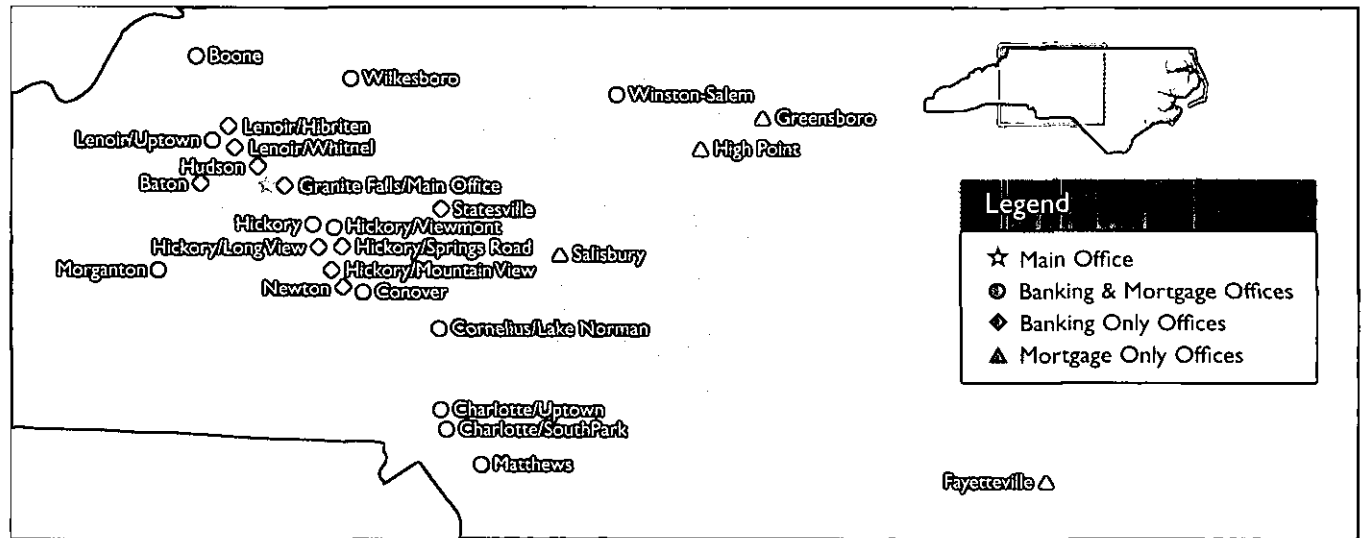 Boone
Wilkesboro
Winston-Salem
Greensboro
Lenoir/Hibriten
Lenoir/Uptown
Lenoir/Whitnel
High Point
Hudson
Baton
Granite Falls/Main Office
Statesville
Hickory
Hickory/Viewmont
Hickory/LongView
Hickory/Springs Road
Salisbury
Morganton
Hickory/Mountain View
Newton
Conover
Cornelius/Lake Norman
Charlotte/Uptown
Charlotte/SouthPark
Matthews
Fayetteville
Legend
Main Office
Banking & Mortgage Offices
Banking Only Offices
Mortgage Only Offices